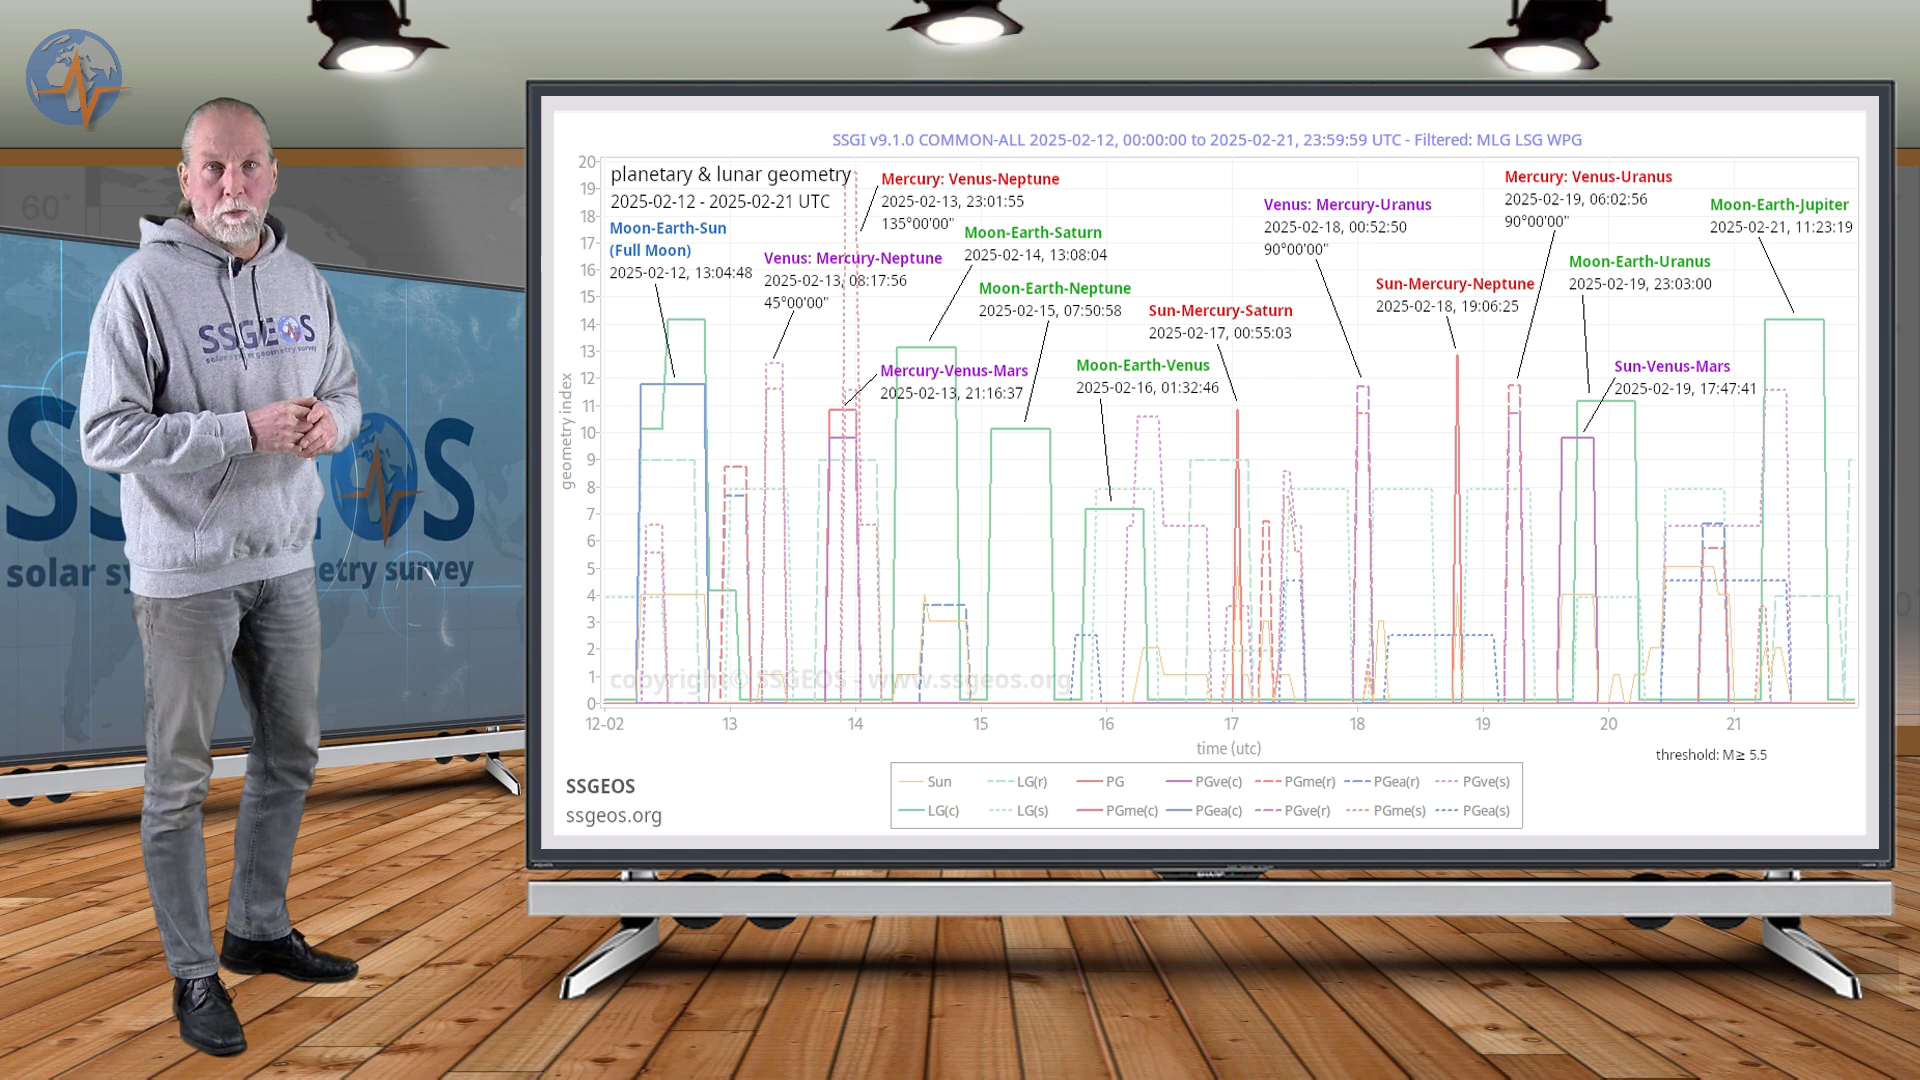 SSGI v9.1.0 COMMON-ALL 2025-02-12, 00:00:00 to 2025-02-21, 23:59:59 UTC - Filtered: MLG LSG WPG
planetary & lunar geometry
2025-02-12 - 2025-02-21 UTC
Moon-Earth-Sun
(Full Moon)
2025-02-12, 13:04:48
Venus: Mercury-Neptune
2025-02-13, 08:17:56
45°00'00"
Mercury: Venus-Neptune
2025-02-13, 23:01:55
135°00'00"
Mercury-Venus-Mars
2025-02-13, 21:16:37
Moon-Earth-Saturn
2025-02-14, 13:08:04
Moon-Earth-Neptune
2025-02-15, 07:50:58
Moon-Earth-Venus
2025-02-16, 01:32:46
Sun-Mercury-Saturn
2025-02-17, 00:55:03
Venus: Mercury-Uranus
2025-02-18, 00:52:50
90°00'00"
Sun-Mercury-Neptune
2025-02-18, 19:06:25
Mercury: Venus-Uranus
2025-02-19, 06:02:56
90°00'00"
Moon-Earth-Uranus
2025-02-19, 23:03:00
Sun-Venus-Mars
2025-02-19, 17:47:41
Moon-Earth-Jupiter
2025-02-21, 11:23:19
geometry index
20
19
18
17
16
15
14
13
12
11
10
9
8
7
6
5
4
3
2
1
0
copyright © SSGEOS - www.ssgeos.org
12-02 13 14 15 16 17 18 19 20 21
time (utc)
threshold: M≥ 5.5
Sun LG(r) PG PGve(c) PGme(r) PGea(r) PGve(s)
LG(c) LG(s) PGme(c) PGea(c) PGve(r) PGme(s) PGea(s)
SSGEOS
ssgeos.org
SSGEOS
solar system geometry survey
60°
SHARP